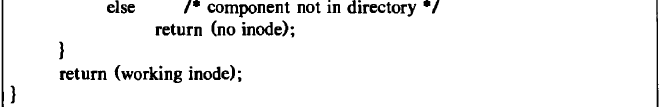 else /* component not in directory */
return (no inode);
}
return (working inode);
}